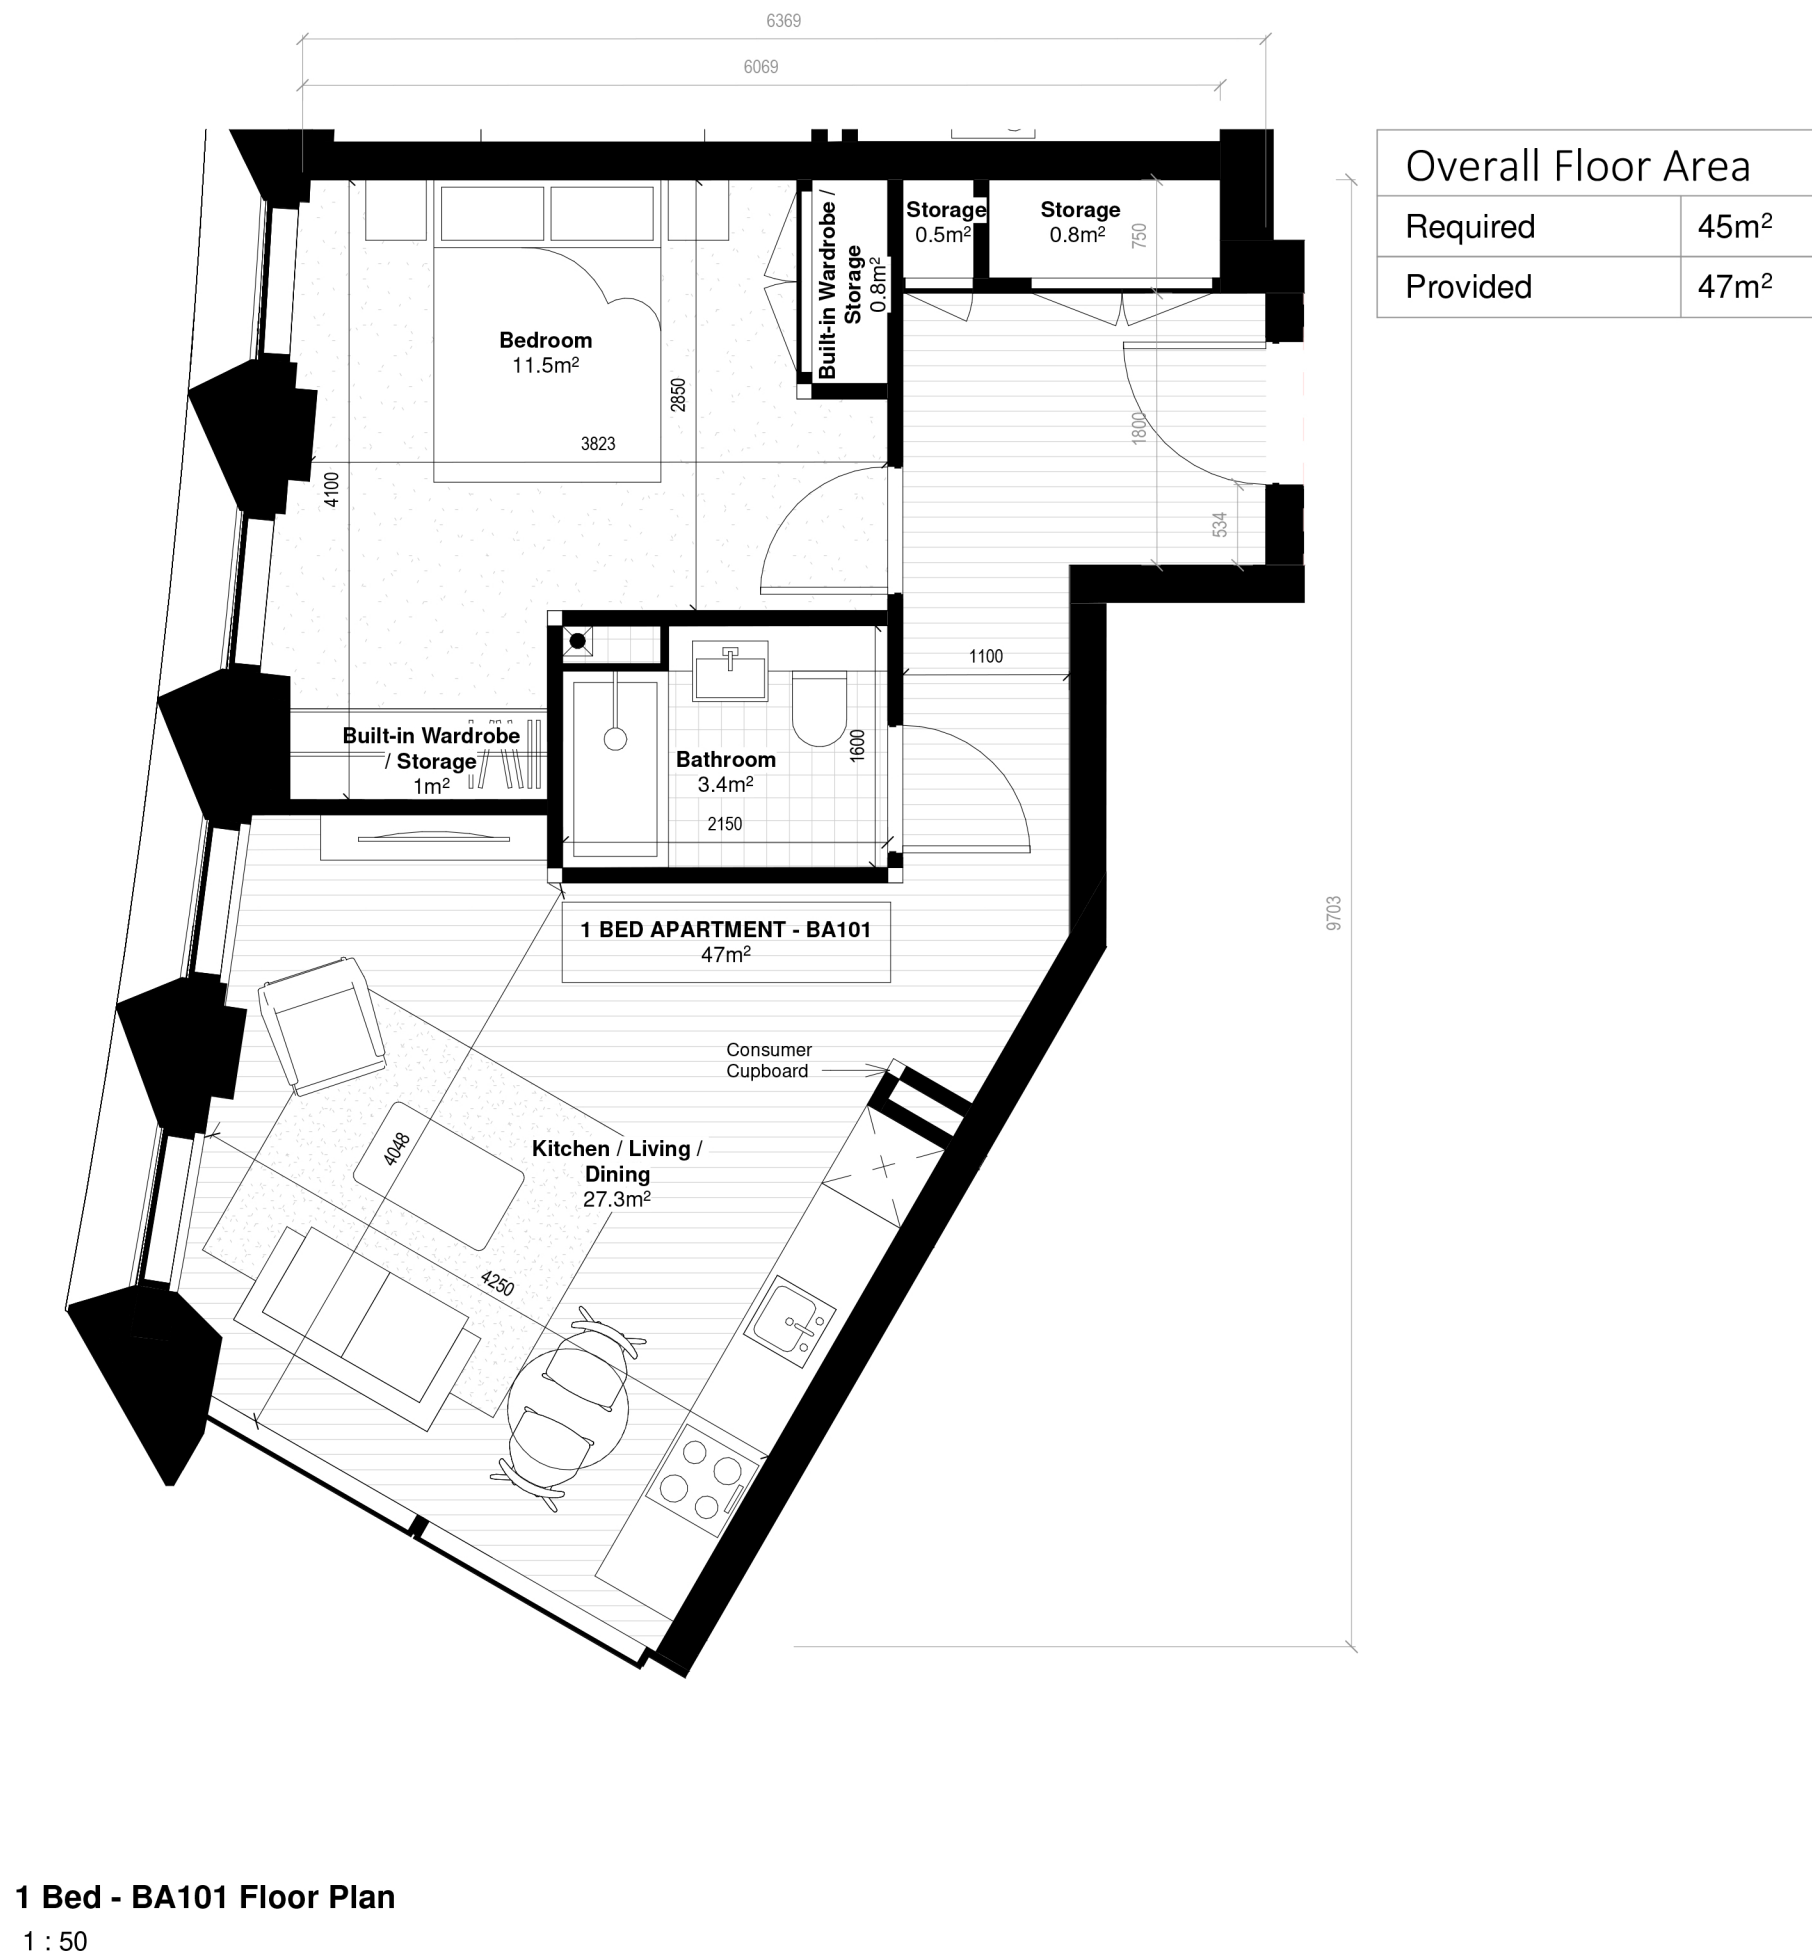 6369
6069
Overall Floor Area
Required 45m²
Provided 47m²
Storage
0.5m²
Storage
0.8m²
750
Built-in Wardrobe /
Storage
0.8m²
Bedroom
11.5m²
2850
3823
4100
1800
534
1100
Built-in Wardrobe
/ Storage
1m²
Bathroom
3.4m²
1600
2150
1 BED APARTMENT - BA101
47m²
9703
Consumer
Cupboard
Kitchen / Living /
Dining
27.3m²
4048
4250
1 Bed - BA101 Floor Plan
1 : 50